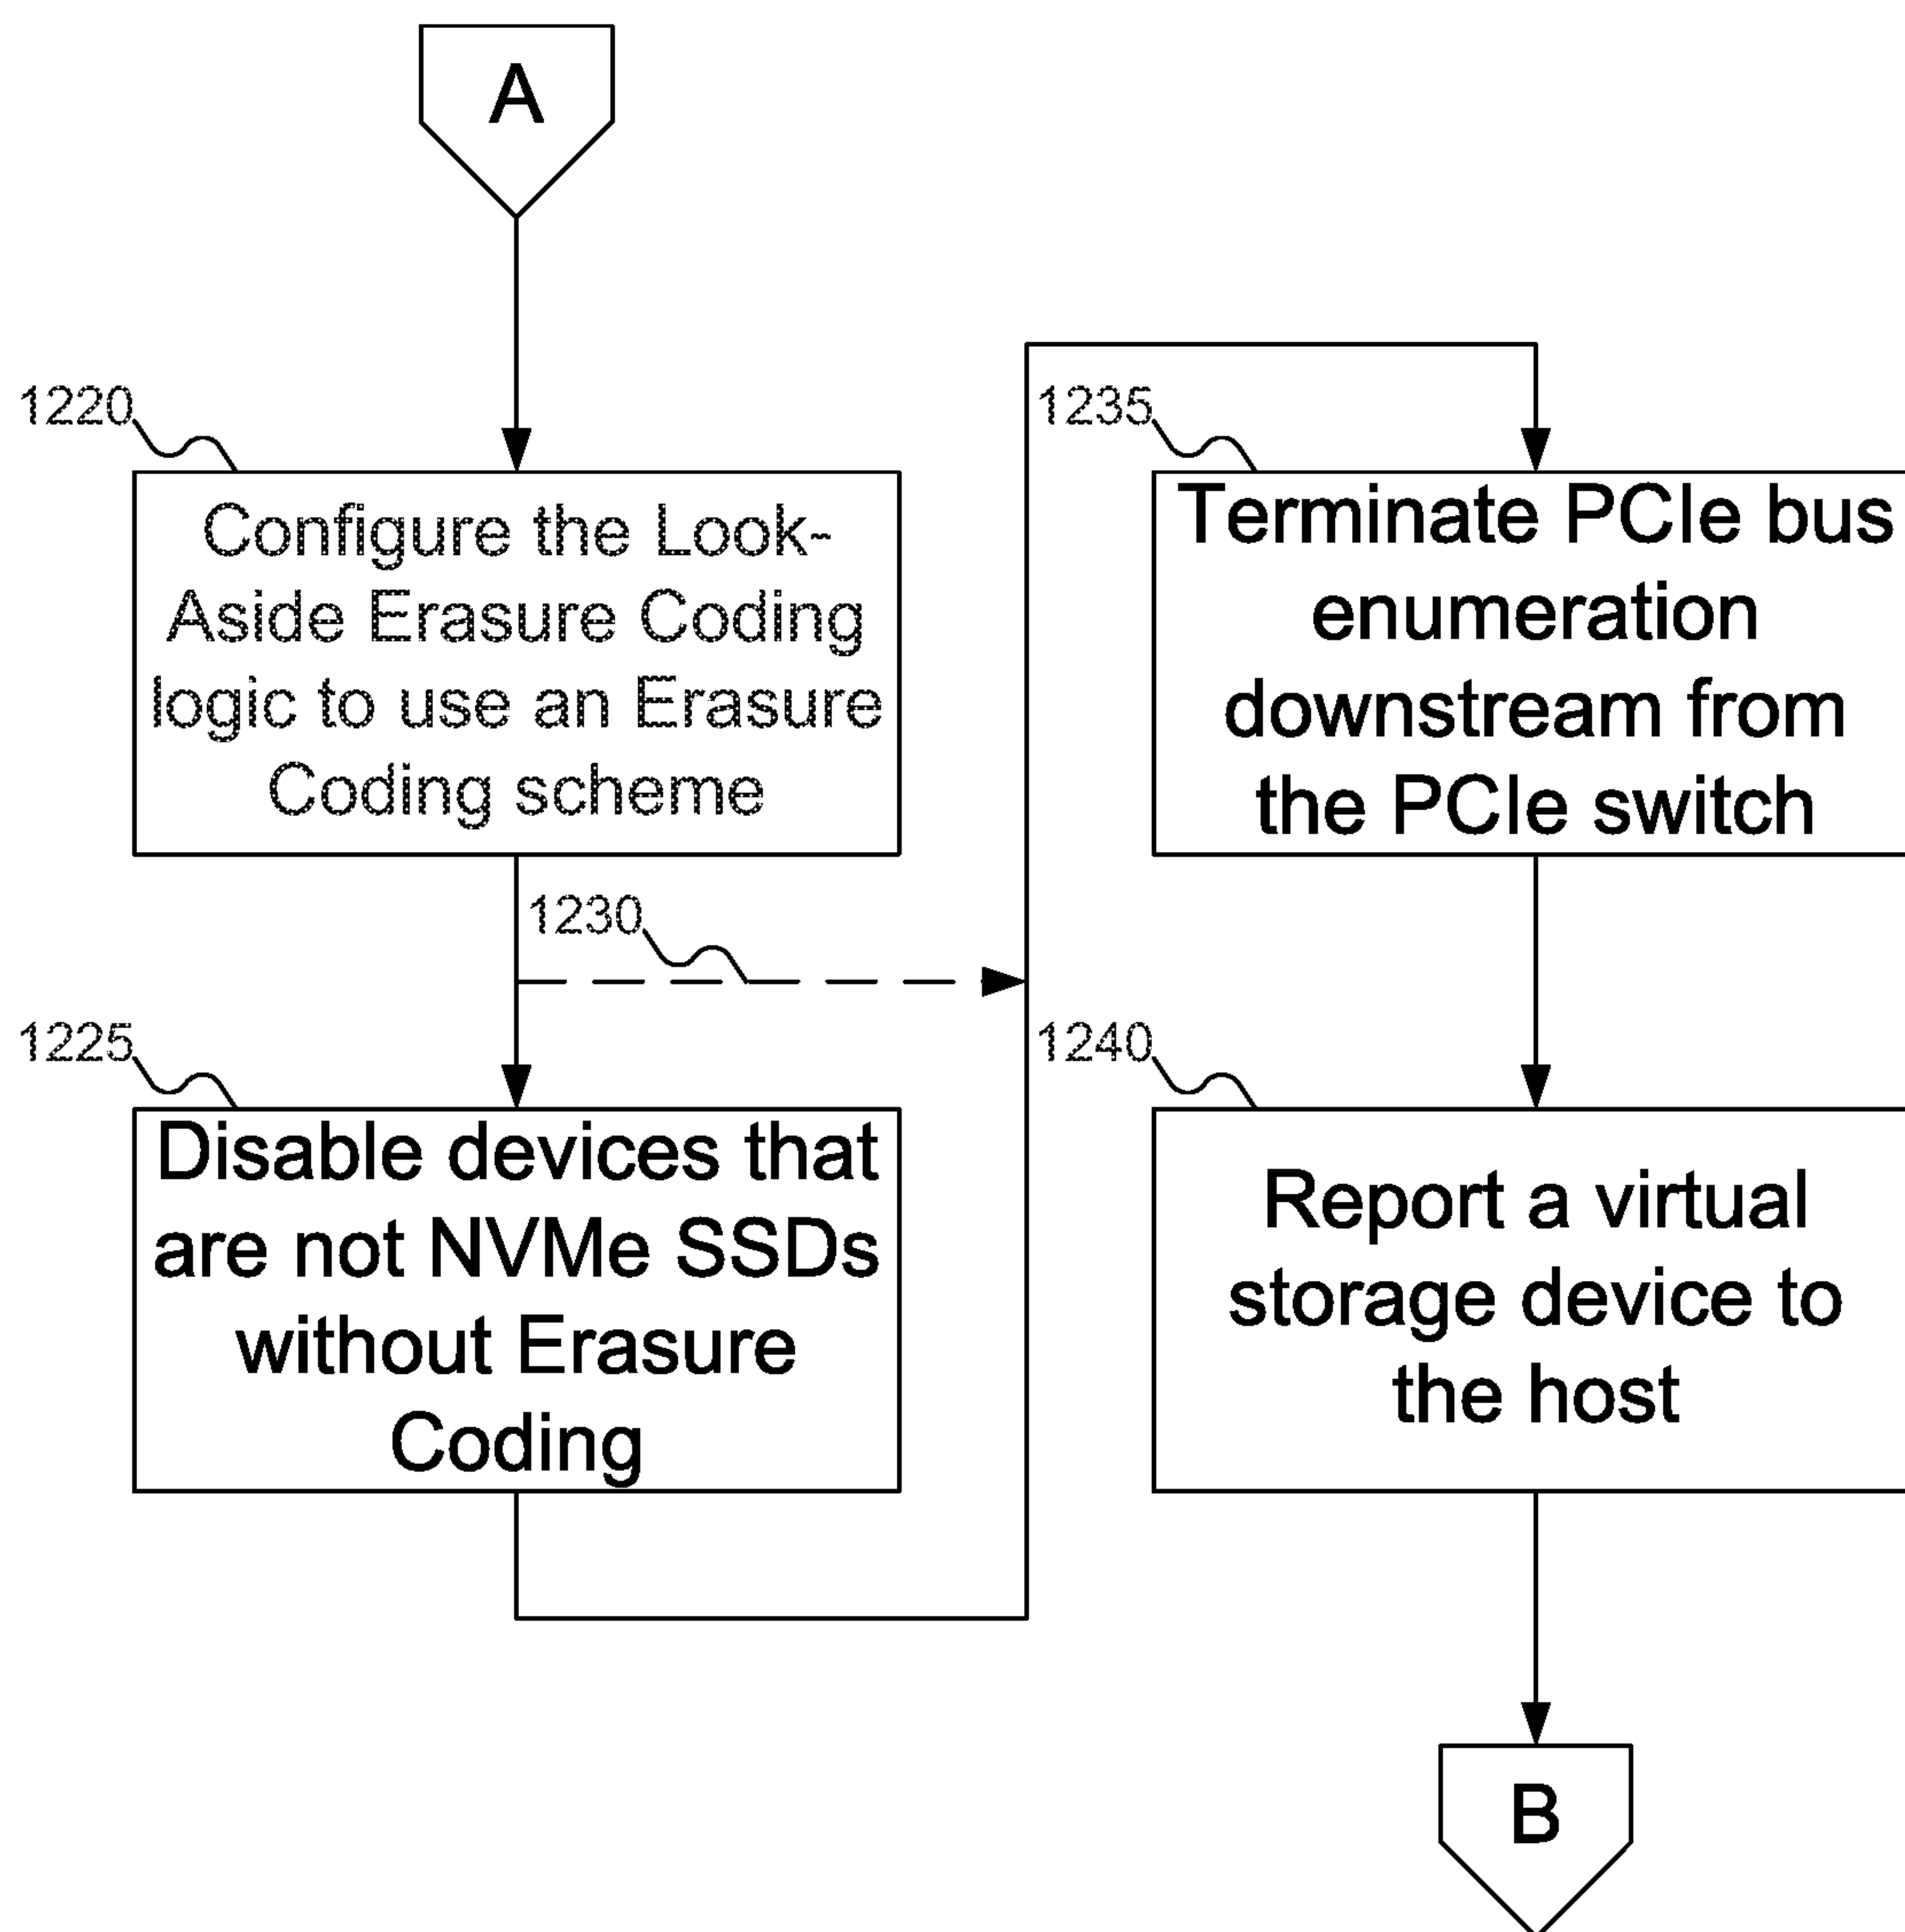 A
1220
Configure the Look-
Aside Erasure Coding
logic to use an Erasure
Coding scheme
1230
1225
Disable devices that
are not NVMe SSDs
without Erasure
Coding
1235
Terminate PCIe bus
enumeration
downstream from
the PCIe switch
1240
Report a virtual
storage device to
the host
B